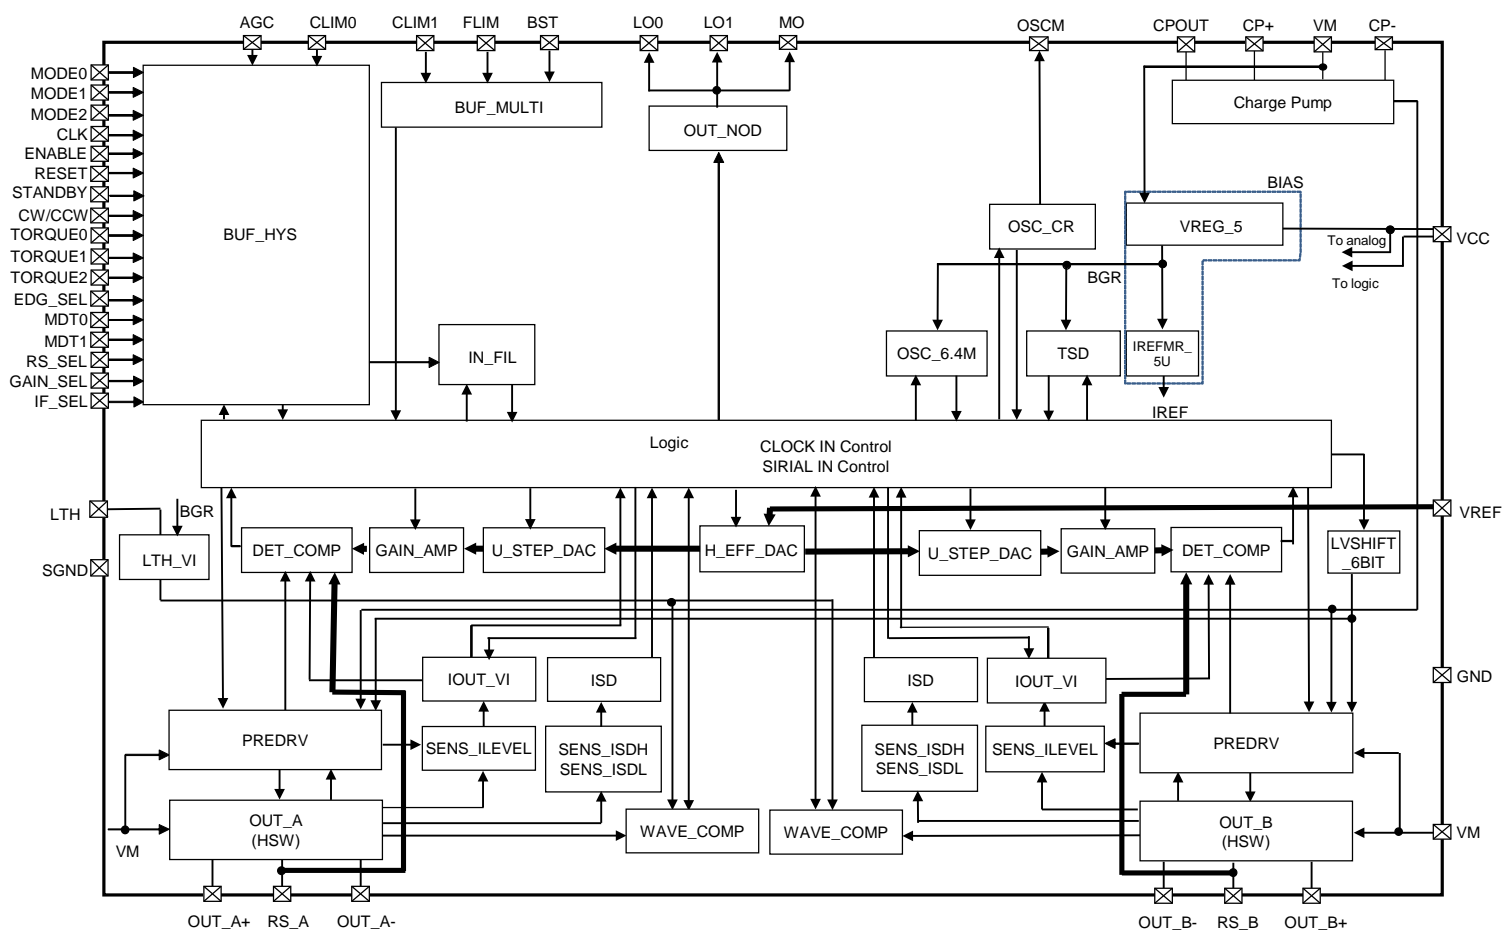 AGC
CLIM0
CLIM1
FLIM
BST
LO0
LO1
MO
OSCM
CPOUT
CP+
VM
CP-
MODE0
MODE1
MODE2
CLK
ENABLE
RESET
STANDBY
CW/CCW
TORQUE0
TORQUE1
TORQUE2
EDG_SEL
MDT0
MDT1
RS_SEL
GAIN_SEL
IF_SEL
BUF_HYS
BUF_MULTI
OUT_NOD
Charge Pump
BIAS
OSC_CR
VREG_5
To analog
To logic
VCC
BGR
IN_FIL
OSC_6.4M
TSD
IREFMR_
5U
IREF
Logic
CLOCK IN Control
SIRIAL IN Control
LTH
BGR
VREF
LTH_VI
SGND
DET_COMP
GAIN_AMP
U_STEP_DAC
H_EFF_DAC
U_STEP_DAC
GAIN_AMP
DET_COMP
LVSHIFT
_6BIT
IOUT_VI
ISD
ISD
IOUT_VI
GND
PREDRV
SENS_ILEVEL
SENS_ISDH
SENS_ISDL
SENS_ISDH
SENS_ISDL
SENS_ILEVEL
PREDRV
VM
OUT_A
(HSW)
WAVE_COMP
WAVE_COMP
OUT_B
(HSW)
VM
OUT_A+
RS_A
OUT_A-
OUT_B-
RS_B
OUT_B+